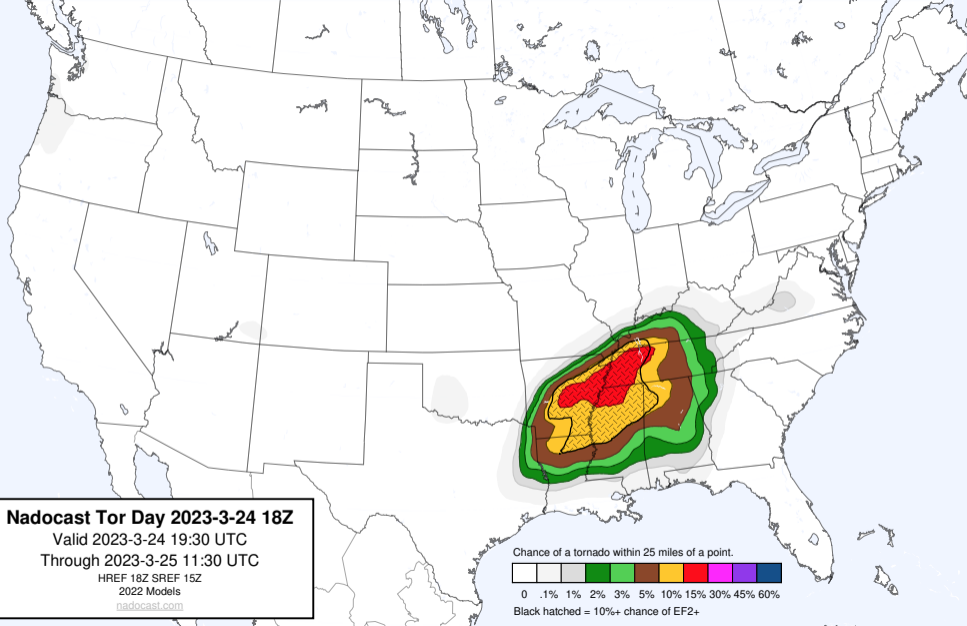 Nadocast Tor Day 2023-3-24 18Z
Valid 2023-3-24 19:30 UTC
Through 2023-3-25 11:30 UTC
HREF 18Z SREF 15Z
2022 Models
nadocast.com
Chance of a tornado within 25 miles of a point.
0 .1% 1% 2% 3% 5% 10% 15% 30% 45% 60%
Black hatched = 10%+ chance of EF2+